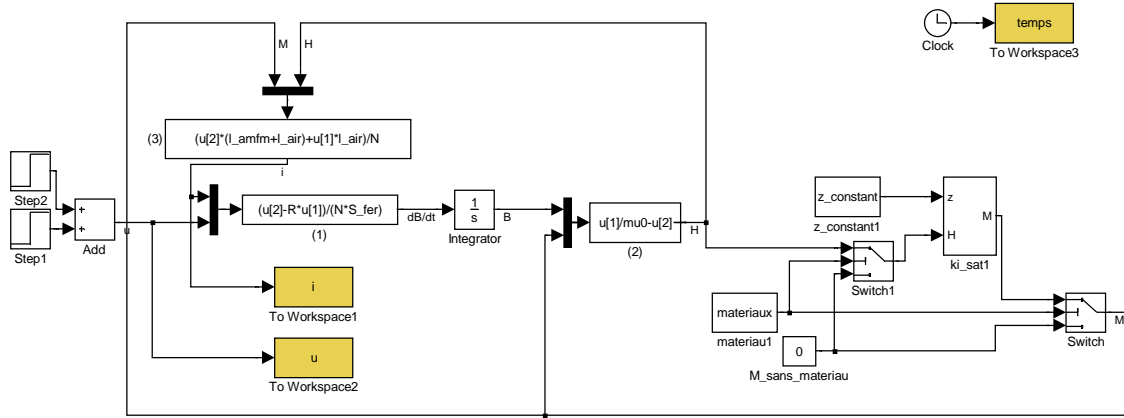 M
H
temps
Clock
To Workspace3
(3)
(u[2]*(l_amfm+l_air)+u[1]*l_air)/N
i
Step2
+
+
Add
Step1
u
(u[2]-R*u[1])/(N*S_fer)
(1)
dB/dt
1
s
Integrator
B
u[1]/mu0-u[2]
(2)
H
z_constant
z_constant1
z
H
M
ki_sat1
Switch1
materiaux
materiau1
0
M_sans_materiau
Switch
M
i
To Workspace1
u
To Workspace2